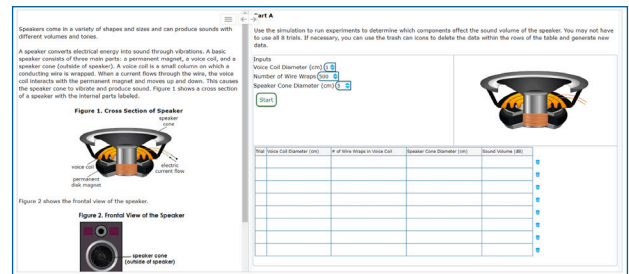 Speakers come in a variety of shapes and sizes and can produce sounds with
different volumes and tones.
A speaker converts electrical energy into sound through vibrations. A basic
speaker consists of three main parts: a permanent magnet, a voice coil, and a
speaker cone (outside of speaker). A voice coil is a small column on which a
conducting wire is wrapped. When a current flows through the wire, the voice
coil interacts with the permanent magnet and moves up and down. This causes
the speaker cone to vibrate and produce sound. Figure 1 shows a cross section
of a speaker with the internal parts labeled.
Figure 1. Cross Section of Speaker
speaker
cone
voice coil
electric
current flow
permanent
disk magnet
Figure 2 shows the frontal view of the speaker.
Figure 2. Frontal View of the Speaker
speaker cone
(outside of speaker)
Part A
Use the simulation to run experiments to determine which components affect the sound volume of the speaker. You may not have
to use all 8 trials. If necessary, you can use the trash can icons to delete the data within the rows of the table and generate new
data.
Inputs
Voice Coil Diameter (cm) 1
Number of Wire Wraps 500
Speaker Cone Diameter (cm) 5
Start
Trial Voice Coil Diameter (cm) # of Wire Wraps in Voice Coil Speaker Cone Diameter (cm) Sound Volume (dB)